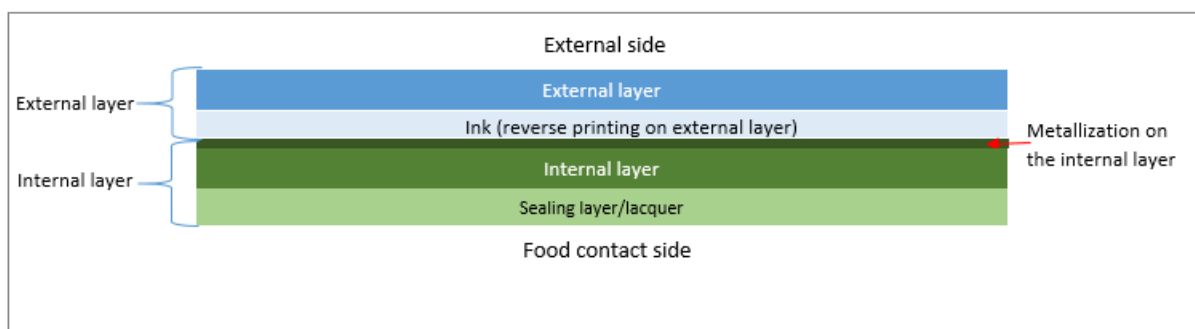 External side
External layer
External layer
Ink (reverse printing on external layer)
Metallization on
the internal layer
Internal layer
Internal layer
Sealing layer/lacquer
Food contact side